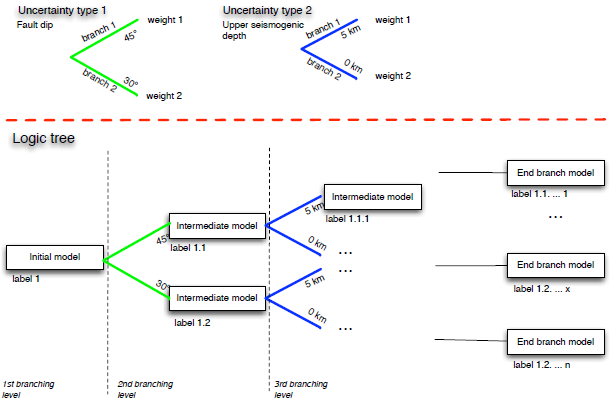 Uncertainty type 1
Fault dip
branch 1
45°
weight 1
branch 2
30°
weight 2
Uncertainty type 2
Upper seismogenic
depth
branch 1
5 km
weight 1
branch 2
0 km
weight 2
Logic tree
Initial model
label 1
45°
Intermediate model
label 1.1
30°
Intermediate model
label 1.2
5 km
Intermediate model
label 1.1.1
0 km
...
...
5 km
0 km
...
End branch model
label 1.1. ... 1
...
End branch model
label 1.2. ... x
End branch model
label 1.2. ... n
1st branching
level
2nd branching
level
3rd branching
level